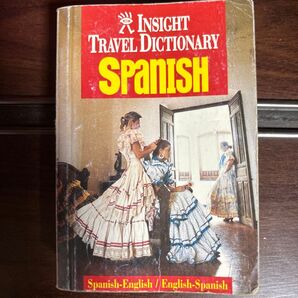 INSIGHT
TRAVEL DICTIONARY
SPANISH
Spanish-English / English-Spanish